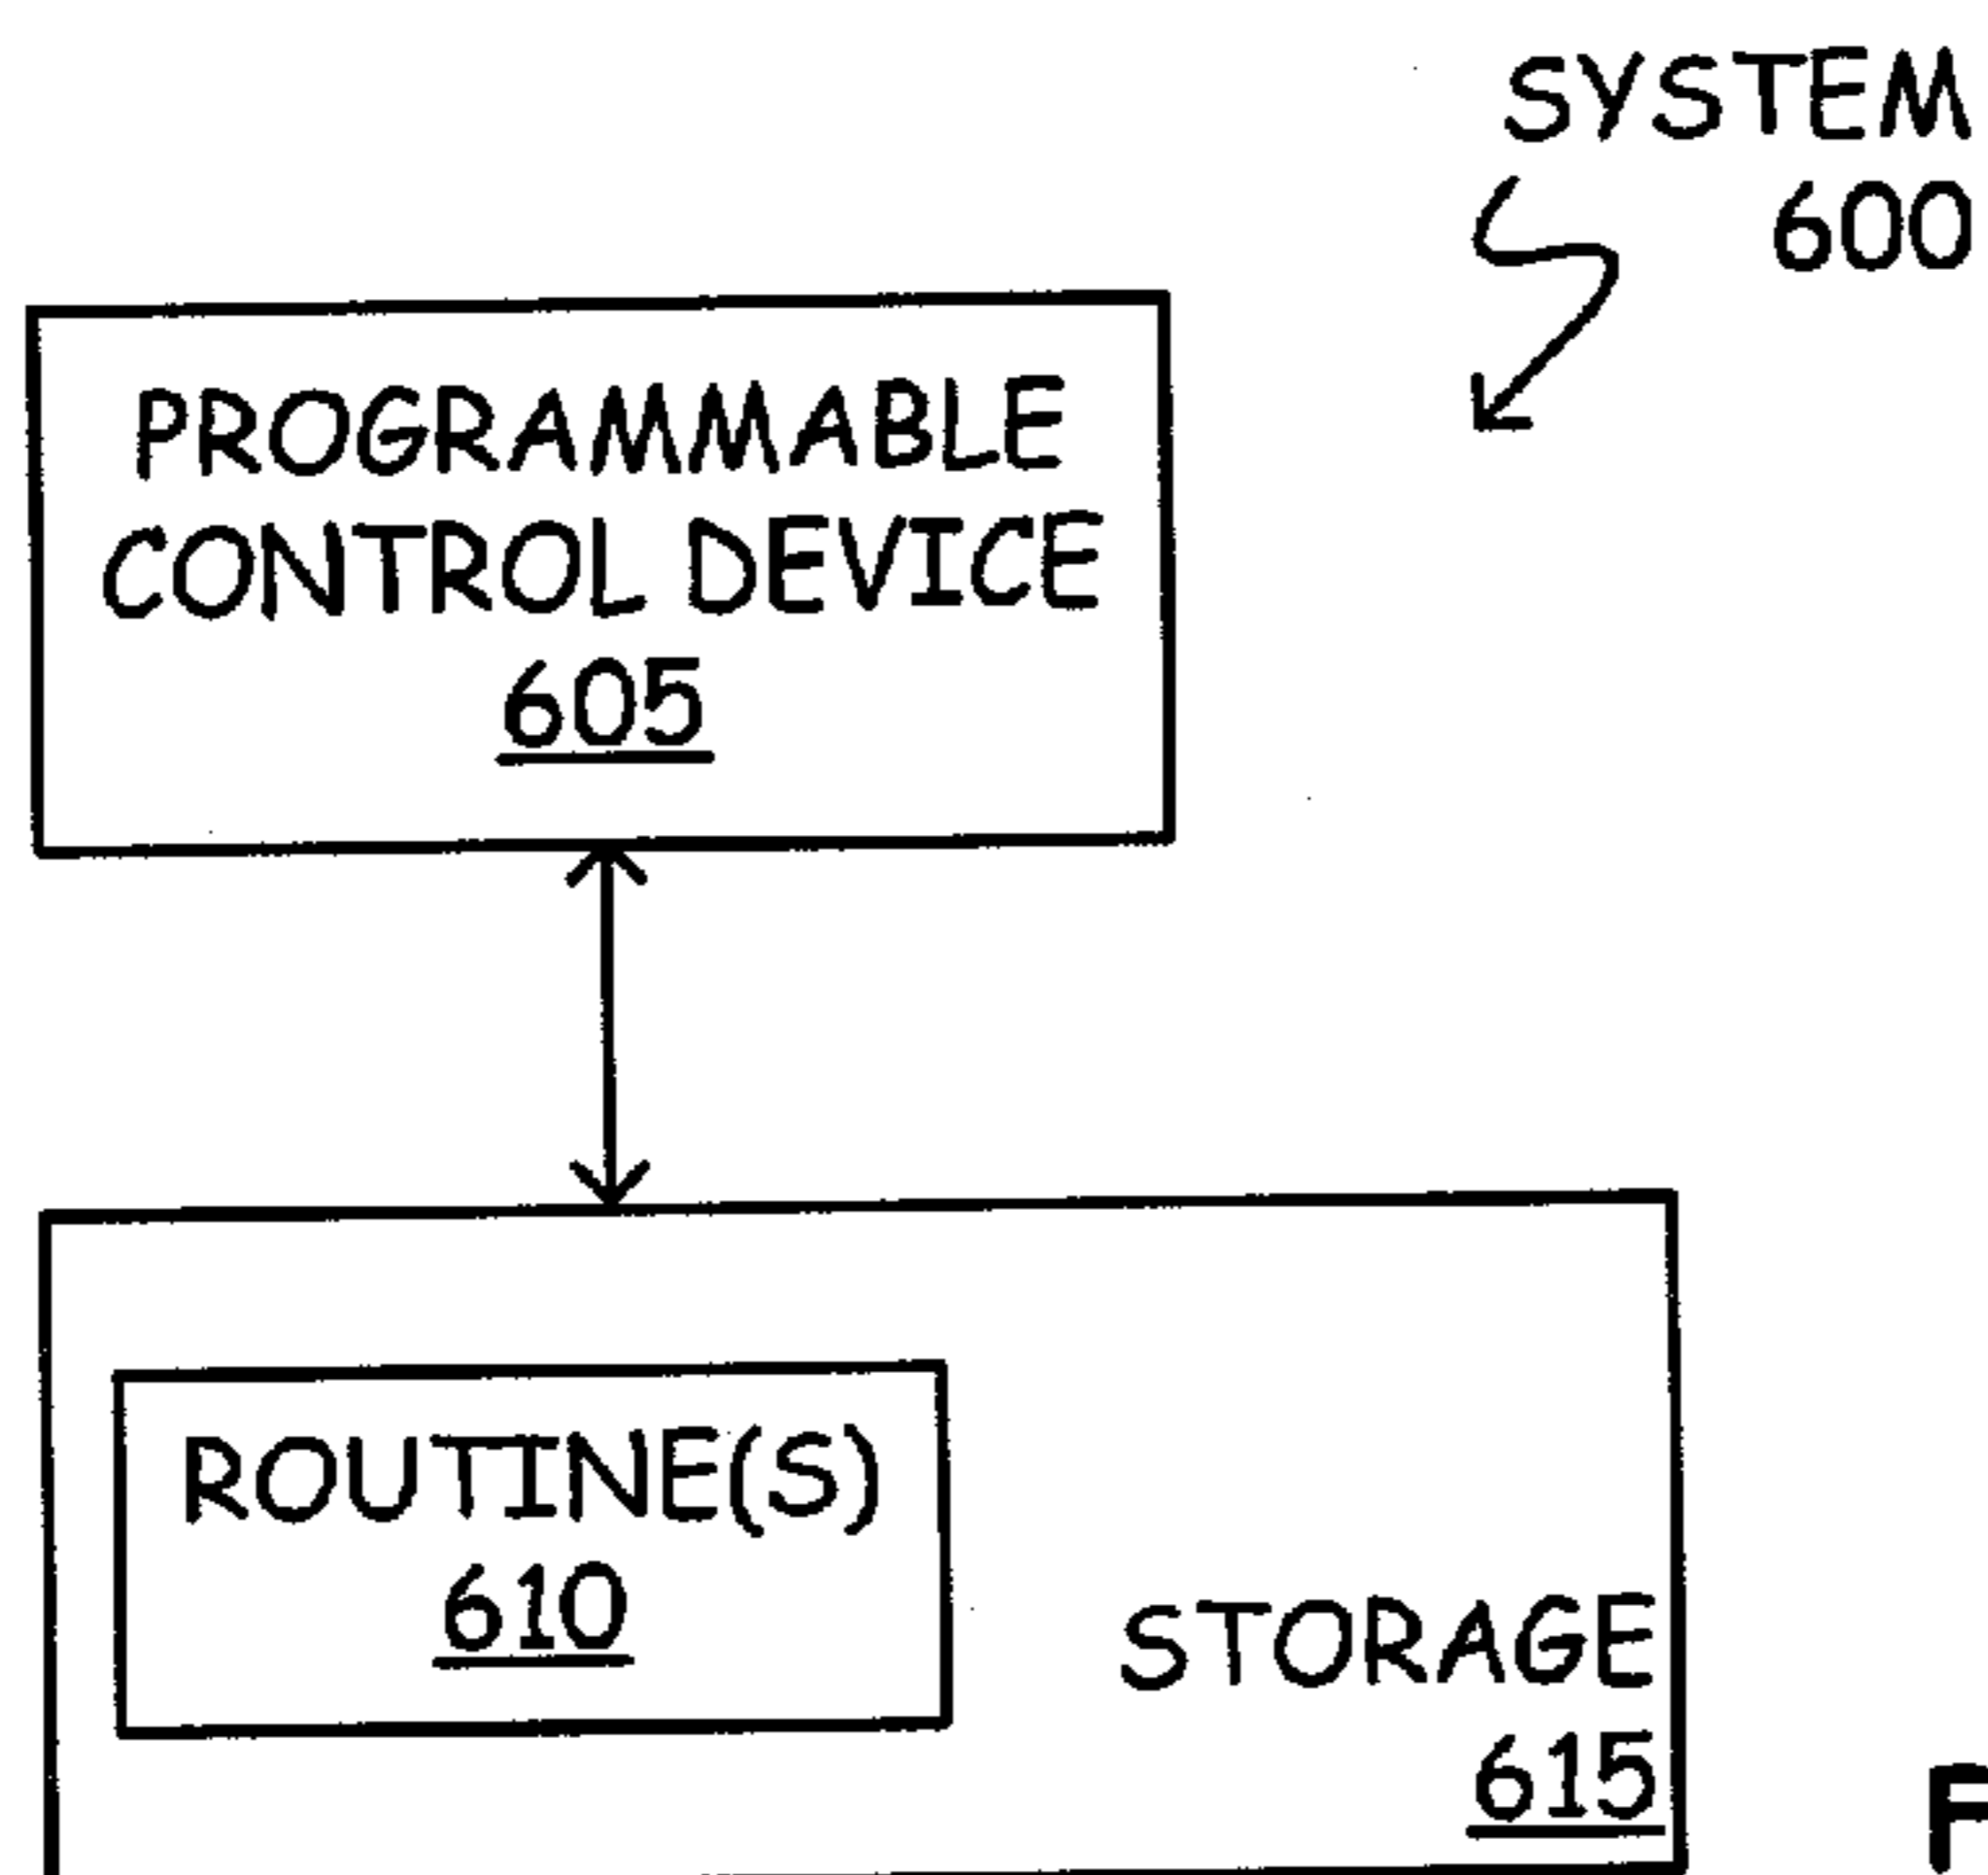 SYSTEM
600
PROGRAMMABLE
CONTROL DEVICE
605
ROUTINE(S)
610
STORAGE
615